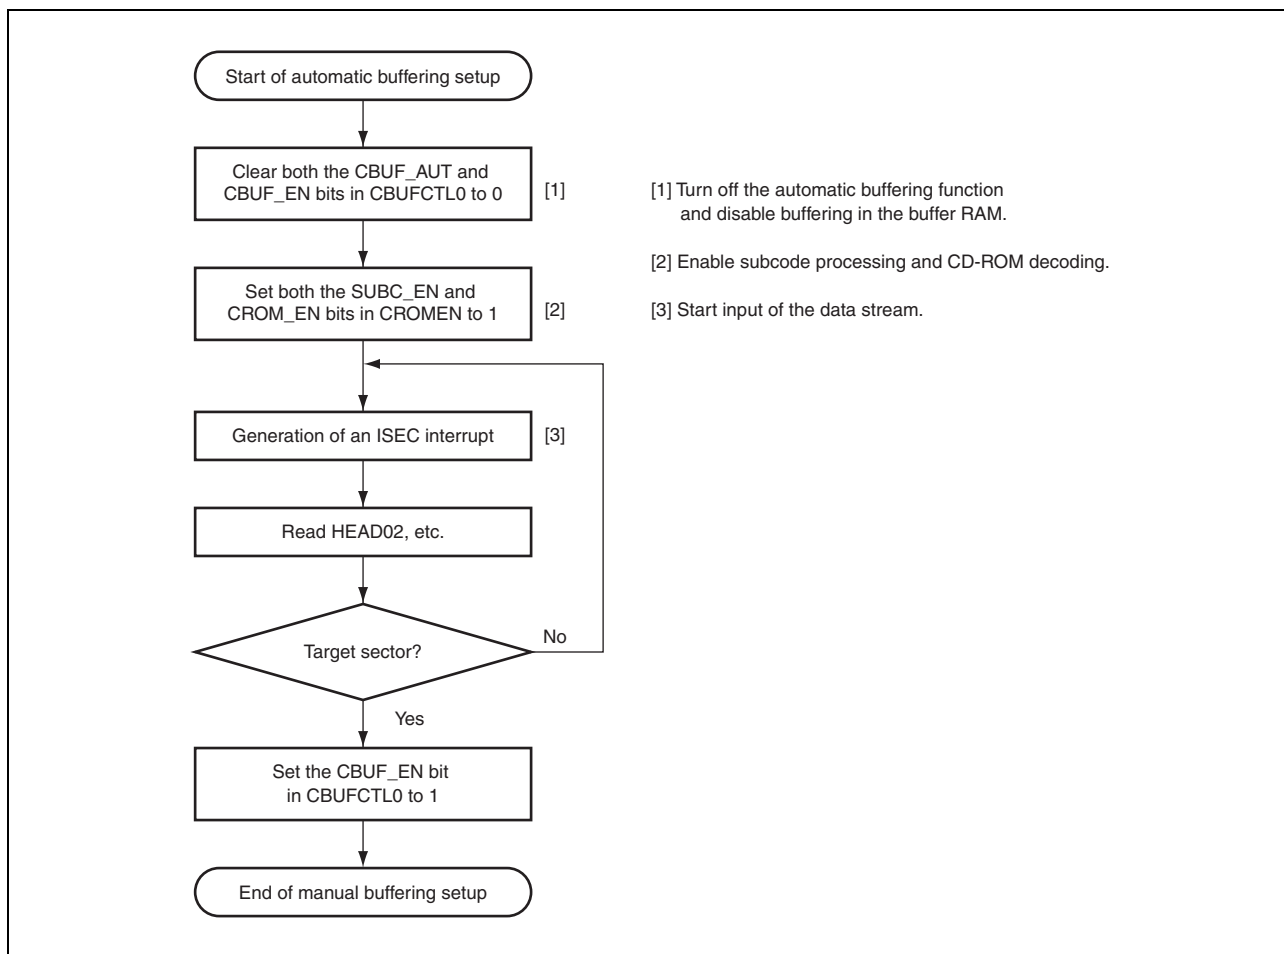 Start of automatic buffering setup
Clear both the CBUF_AUT and
CBUF_EN bits in CBUFCTL0 to 0
[1]
[1] Turn off the automatic buffering function
and disable buffering in the buffer RAM.
[2] Enable subcode processing and CD-ROM decoding.
Set both the SUBC_EN and
CROM_EN bits in CROMEN to 1
[2]
[3] Start input of the data stream.
Generation of an ISEC interrupt
[3]
Read HEAD02, etc.
Target sector?
No
Yes
Set the CBUF_EN bit
in CBUFCTL0 to 1
End of manual buffering setup